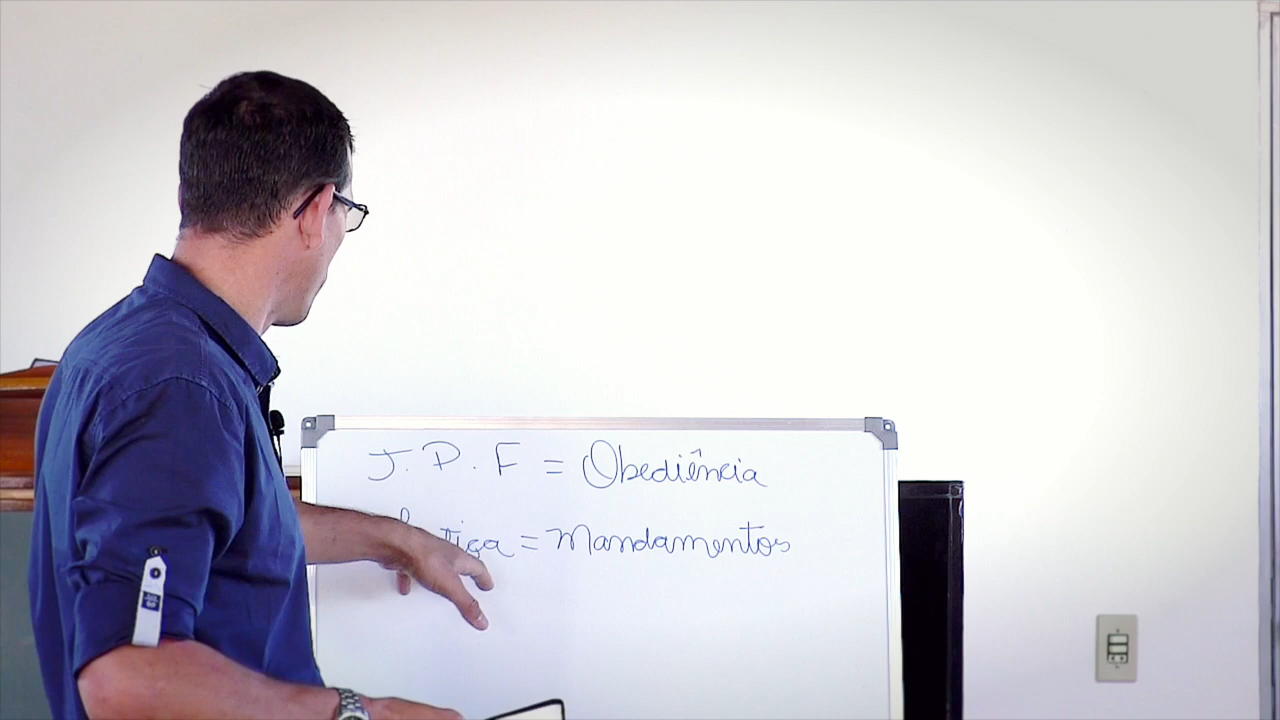 J. P. F = Obediência
= Mandamentos